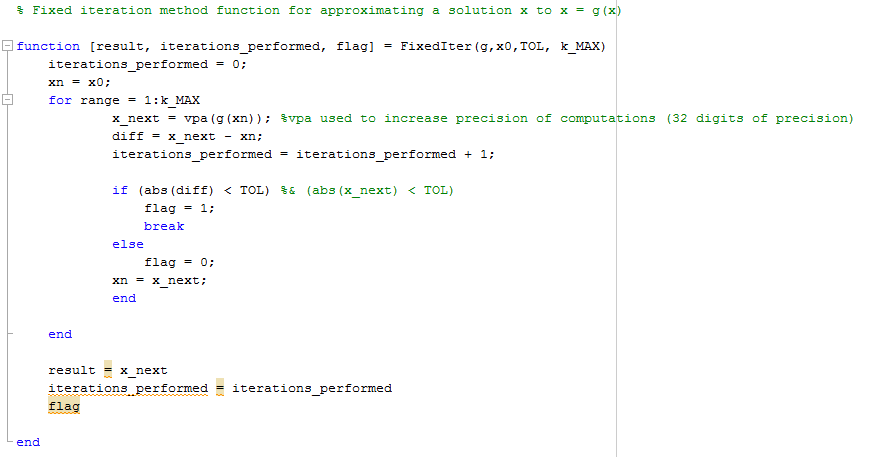 % Fixed iteration method function for approximating a solution x to x = g(x)
function [result, iterations_performed, flag] = FixedIter(g,x0,TOL, k_MAX)
iterations_performed = 0;
xn = x0;
for range = 1:k_MAX
x_next = vpa(g(xn)); %vpa used to increase precision of computations (32 digits of precision)
diff = x_next - xn;
iterations_performed = iterations_performed + 1;
if (abs(diff) < TOL) %& (abs(x_next) < TOL)
flag = 1;
break
else
flag = 0;
xn = x_next;
end
end
result = x_next
iterations_performed = iterations_performed
flag
end